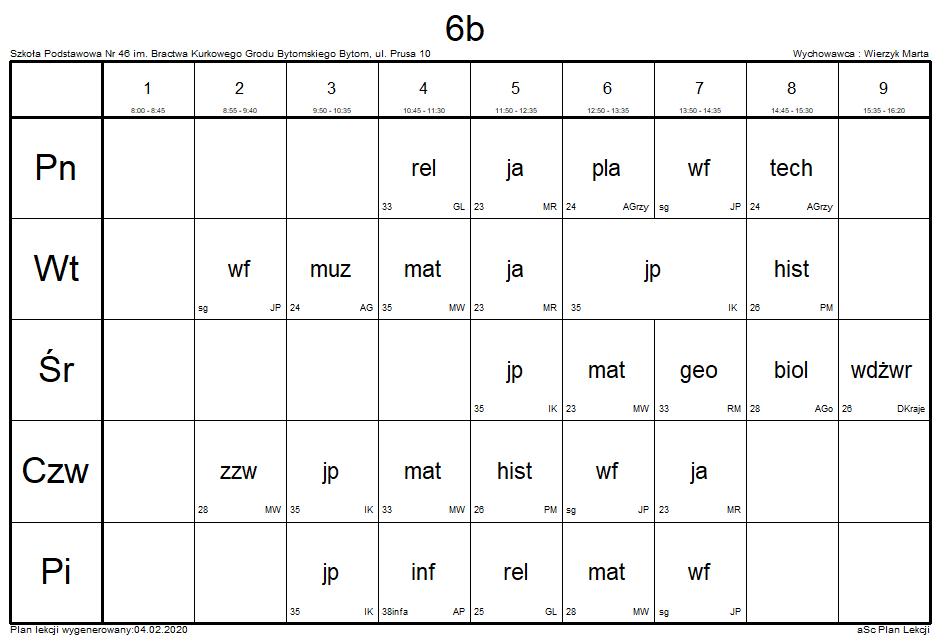 6b
Szkoła Podstawowa Nr 46 im. Bractwa Kurkowego Grodu Bytomskiego Bytom, ul. Prusa 10 Wychowawca : Wierzyk Marta
1 2 3 4 5 6 7 8 9
8:00 - 8:45 8:55 - 9:40 9:50 - 10:35 10:45 - 11:30 11:50 - 12:35 12:50 - 13:35 13:50 - 14:35 14:45 - 15:30 15:35 - 16:20
Pn rel ja pla wf tech
33 GL 23 MR 24 AGrzy sg JP 24 AGrzy
Wt wf muz mat ja jp hist
sg JP 24 AG 35 MW 23 MR 35 IK 26 PM
Śr jp mat geo biol wdżwr
35 IK 23 MW 33 RM 28 AGo 26 DKraje
Czw zzw jp mat hist wf ja
28 MW 35 IK 33 MW 26 PM sg JP 23 MR
Pi jp inf rel mat wf
35 IK 38infa AP 25 GL 28 MW sg JP
Plan lekcji wygenerowany:04.02.2020 aSc Plan Lekcji